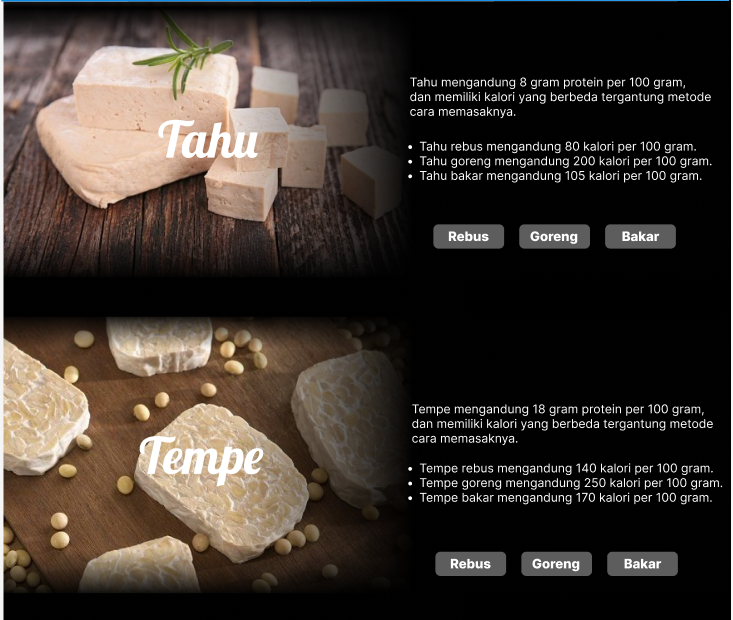 Tahu
Tahu mengandung 8 gram protein per 100 gram,
dan memiliki kalori yang berbeda tergantung metode
cara memasaknya.
• Tahu rebus mengandung 80 kalori per 100 gram.
• Tahu goreng mengandung 200 kalori per 100 gram.
• Tahu bakar mengandung 105 kalori per 100 gram.
Rebus Goreng Bakar
Tempe
Tempe mengandung 18 gram protein per 100 gram,
dan memiliki kalori yang berbeda tergantung metode
cara memasaknya.
• Tempe rebus mengandung 140 kalori per 100 gram.
• Tempe goreng mengandung 250 kalori per 100 gram.
• Tempe bakar mengandung 170 kalori per 100 gram.
Rebus Goreng Bakar